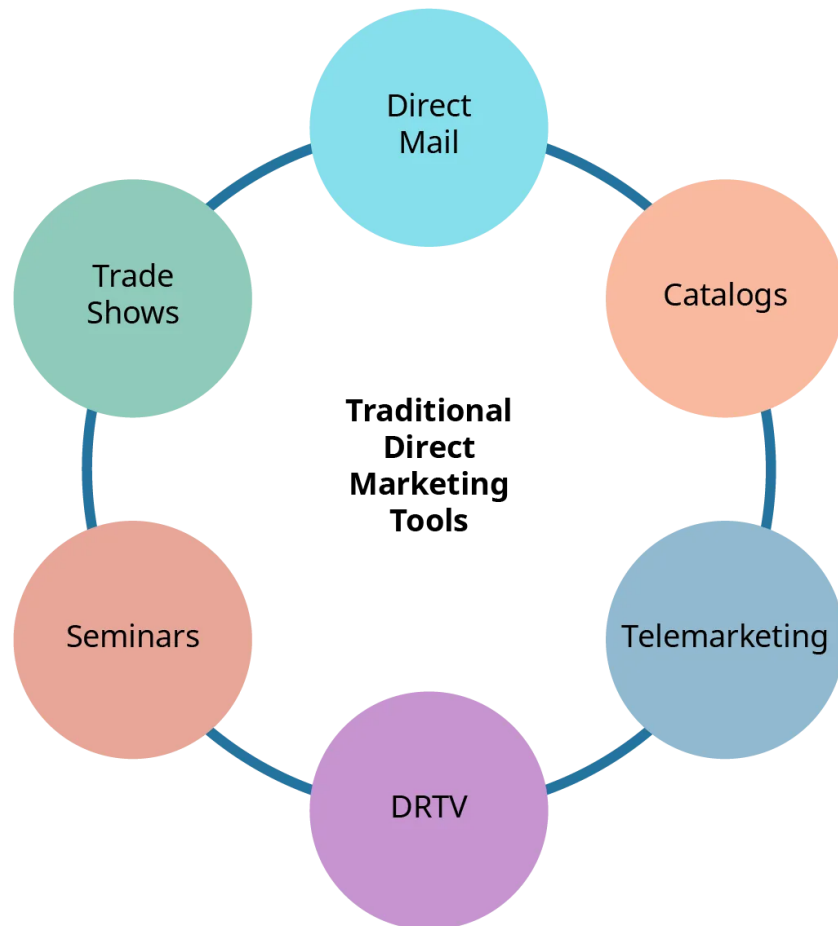 Direct
Mail
Trade
Shows
Catalogs
Traditional
Direct
Marketing
Tools
Seminars
Telemarketing
DRTV